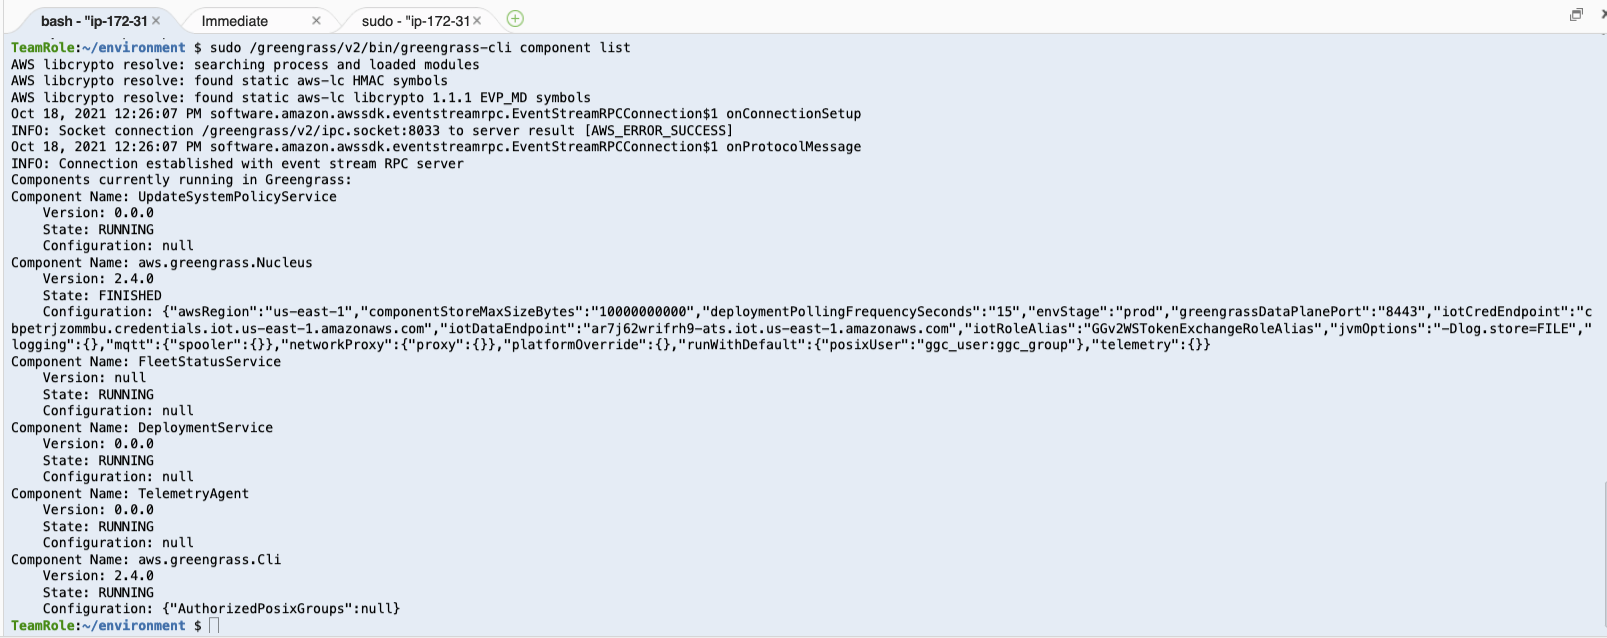 bash - "ip-172-31 × Immediate × sudo - "ip-172-31 ×
TeamRole:~/environment $ sudo /greengrass/v2/bin/greengrass-cli component list
AWS libcrypto resolve: searching process and loaded modules
AWS libcrypto resolve: found static aws-lc HMAC symbols
AWS libcrypto resolve: found static aws-lc libcrypto 1.1.1 EVP_MD symbols
Oct 18, 2021 12:26:07 PM software.amazon.awssdk.eventstreamrpc.EventStreamRPCConnection$1 onConnectionSetup
INFO: Socket connection /greengrass/v2/ipc.socket:8033 to server result [AWS_ERROR_SUCCESS]
Oct 18, 2021 12:26:07 PM software.amazon.awssdk.eventstreamrpc.EventStreamRPCConnection$1 onProtocolMessage
INFO: Connection established with event stream RPC server
Components currently running in Greengrass:
Component Name: UpdateSystemPolicyService
    Version: 0.0.0
    State: RUNNING
    Configuration: null
Component Name: aws.greengrass.Nucleus
    Version: 2.4.0
    State: FINISHED
    Configuration: {"awsRegion":"us-east-1","componentStoreMaxSizeBytes":"10000000000","deploymentPollingFrequencySeconds":"15","envStage":"prod","greengrassDataPlanePort":"8443","iotCredEndpoint":"c
bpetrjzommbu.credentials.iot.us-east-1.amazonaws.com","iotDataEndpoint":"ar7j62wrifrh9-ats.iot.us-east-1.amazonaws.com","iotRoleAlias":"GGv2WSTokenExchangeRoleAlias","jvmOptions":"-Dlog.store=FILE","
logging":{},"mqtt":{"spooler":{}},"networkProxy":{"proxy":{}},"platformOverride":{},"runWithDefault":{"posixUser":"ggc_user:ggc_group"},"telemetry":{}}
Component Name: FleetStatusService
    Version: null
    State: RUNNING
    Configuration: null
Component Name: DeploymentService
    Version: 0.0.0
    State: RUNNING
    Configuration: null
Component Name: TelemetryAgent
    Version: 0.0.0
    State: RUNNING
    Configuration: null
Component Name: aws.greengrass.Cli
    Version: 2.4.0
    State: RUNNING
    Configuration: {"AuthorizedPosixGroups":null}
TeamRole:~/environment $